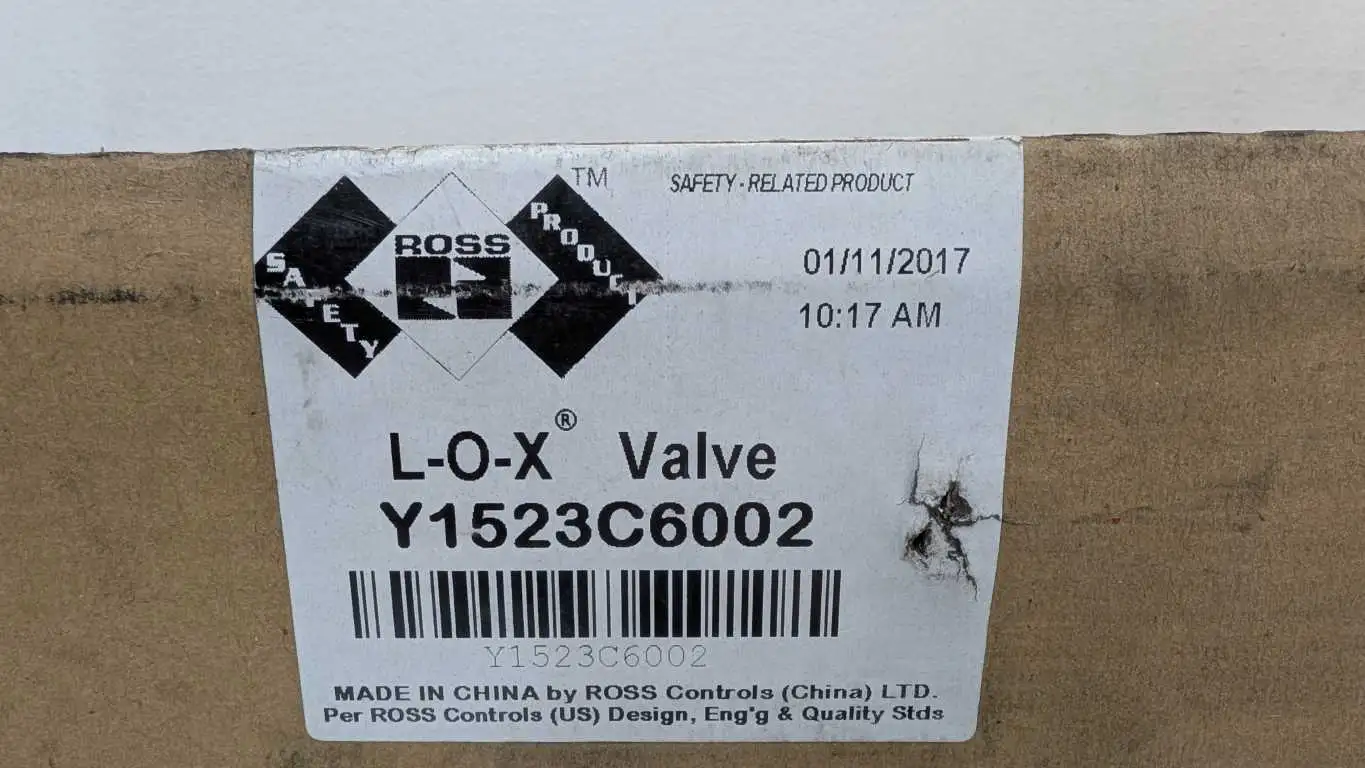 SAFETY
ROSS
PRODUCT
TM
SAFETY - RELATED PRODUCT
01/11/2017
10:17 AM
L-O-X® Valve
Y1523C6002
Y1523C6002
MADE IN CHINA by ROSS Controls (China) LTD.
Per ROSS Controls (US) Design, Eng'g & Quality Stds